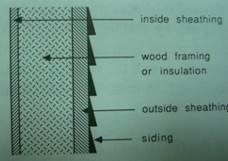 inside sheathing
wood framing
or insulation
outside sheathing
siding